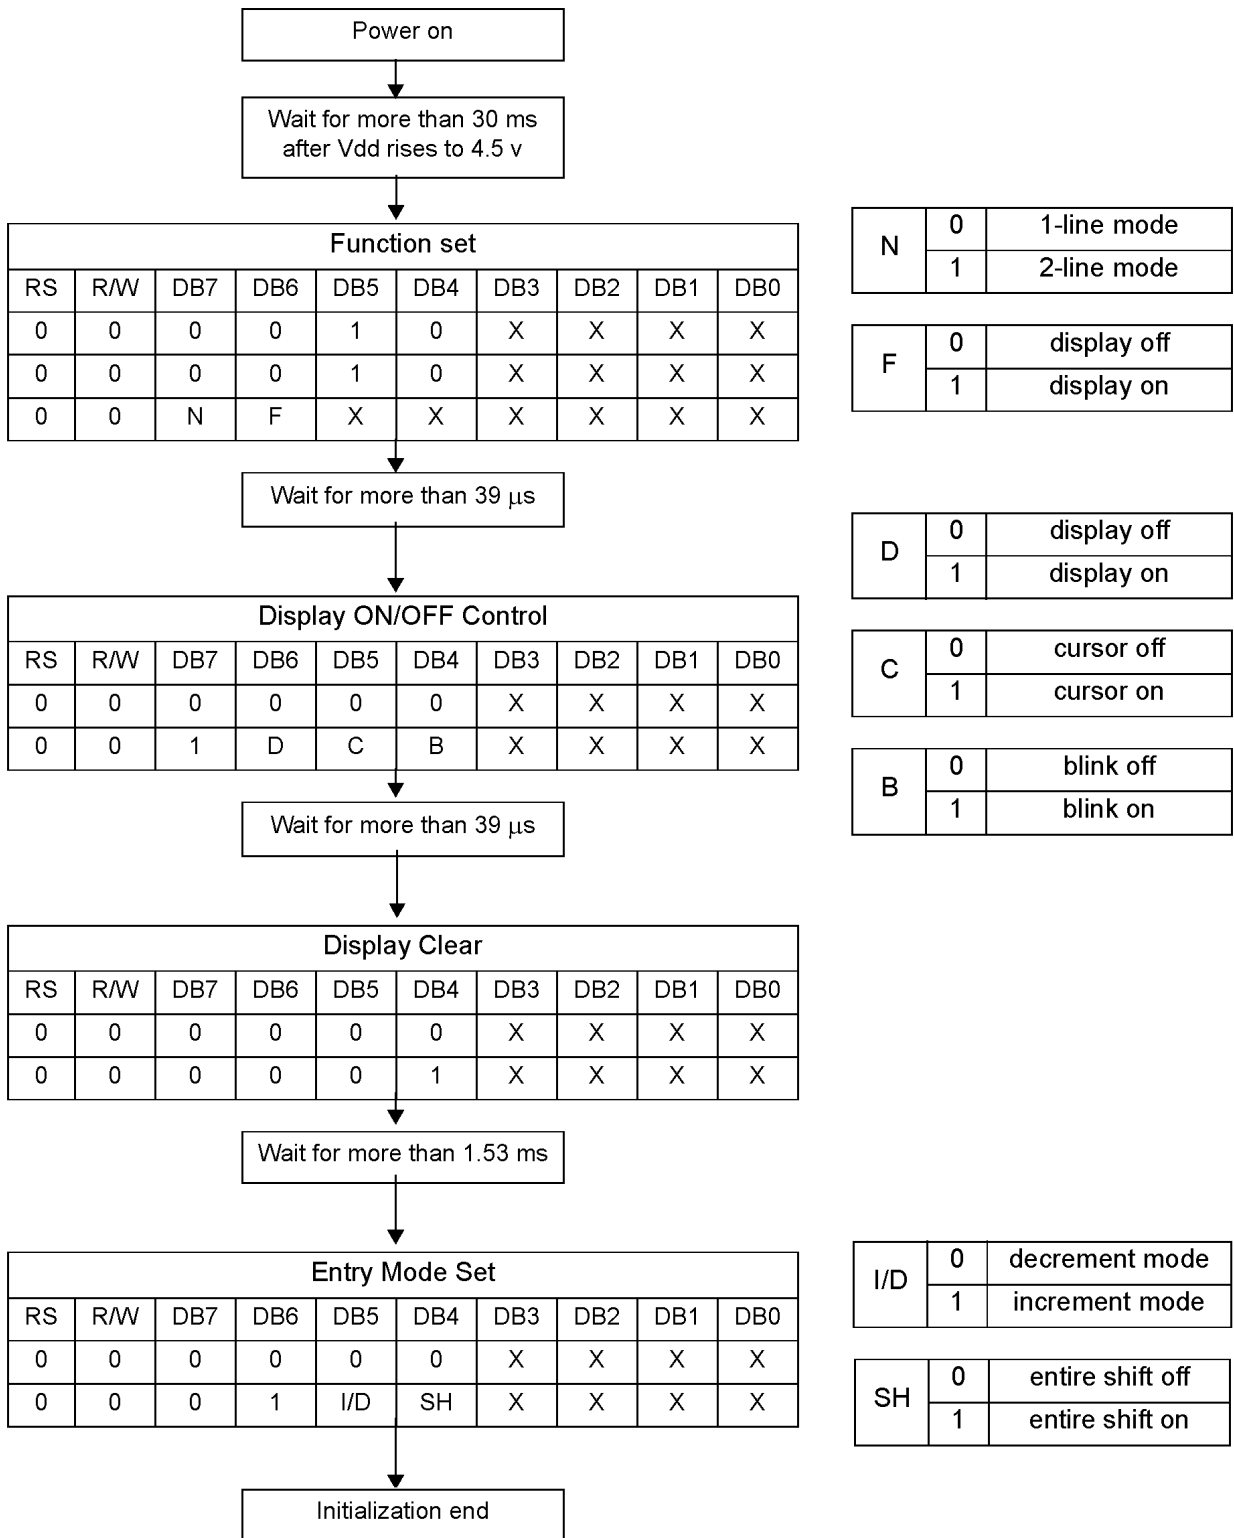 Power on
Wait for more than 30 ms
after Vdd rises to 4.5 v
Function set
RS R/W DB7 DB6 DB5 DB4 DB3 DB2 DB1 DB0
0 0 0 0 1 0 X X X X
0 0 0 0 1 0 X X X X
0 0 N F X X X X X X
N 0 1-line mode
1 2-line mode
F 0 display off
1 display on
Wait for more than 39 μs
Display ON/OFF Control
RS R/W DB7 DB6 DB5 DB4 DB3 DB2 DB1 DB0
0 0 0 0 0 0 X X X X
0 0 1 D C B X X X X
D 0 display off
1 display on
C 0 cursor off
1 cursor on
B 0 blink off
1 blink on
Wait for more than 39 μs
Display Clear
RS R/W DB7 DB6 DB5 DB4 DB3 DB2 DB1 DB0
0 0 0 0 0 0 X X X X
0 0 0 0 0 1 X X X X
Wait for more than 1.53 ms
Entry Mode Set
RS R/W DB7 DB6 DB5 DB4 DB3 DB2 DB1 DB0
0 0 0 0 0 0 X X X X
0 0 0 1 I/D SH X X X X
I/D 0 decrement mode
1 increment mode
SH 0 entire shift off
1 entire shift on
Initialization end